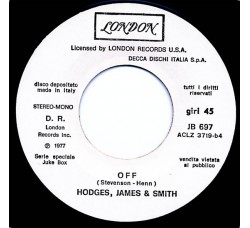 LONDON
Licensed by LONDON RECORDS U.S.A.
DECCA DISCHI ITALIA S.p.A.
disco depositato
made in Italy
tutti i diritti
riservati
STEREO-MONO
giri 45
D. R.
London
Records Inc.
JB 697
ACLZ 3719-b4
℗ 1977
Serie speciale
Juke Box
vendita vietata
al pubblico
OFF
(Stevenson-Henn)
HODGES, JAMES & SMITH